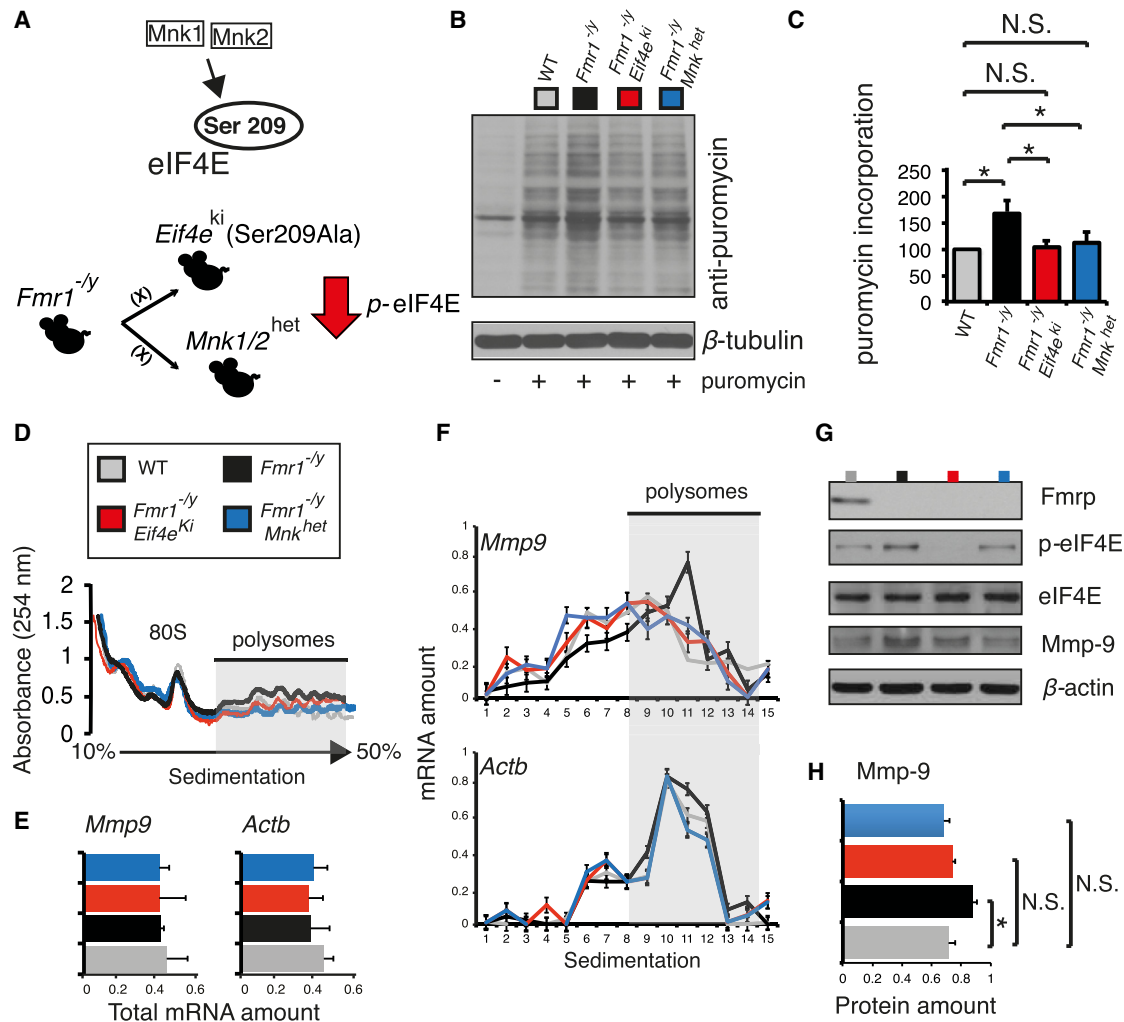 A
Mnk1 Mnk2
Ser 209
eIF4E
Eif4e ki (Ser209Ala)
Fmr1 -/y
(x)
(x)
Mnk1/2 het
p-eIF4E
B
WT
Fmr1 -/y
Fmr1 -/y Eif4e ki
Fmr1 -/y Mnk het
anti-puromycin
β-tubulin
- + + + + puromycin
C
N.S.
N.S.
*
*
*
puromycin incorporation
250
200
150
100
50
0
WT
Fmr1 -/y
Fmr1 -/y Eif4e ki
Fmr1 -/y Mnk het
D
WT
Fmr1 -/y
Fmr1 -/y Eif4e Ki
Fmr1 -/y Mnk het
Absorbance (254 nm)
2
1.5
1
0.5
0
80S
polysomes
10% 50%
Sedimentation
E
Mmp9 Actb
0 0.2 0.4 0.6 0 0.2 0.4 0.6
Total mRNA amount
F
polysomes
Mmp9
1
0.8
0.6
0.4
0.2
0
1 2 3 4 5 6 7 8 9 10 11 12 13 14 15
mRNA amount
Actb
1
0.8
0.6
0.4
0.2
0
1 2 3 4 5 6 7 8 9 10 11 12 13 14 15
Sedimentation
G
Fmrp
p-eIF4E
eIF4E
Mmp-9
β-actin
H
Mmp-9
N.S.
N.S.
*
0 0.2 0.4 0.6 0.8 1
Protein amount